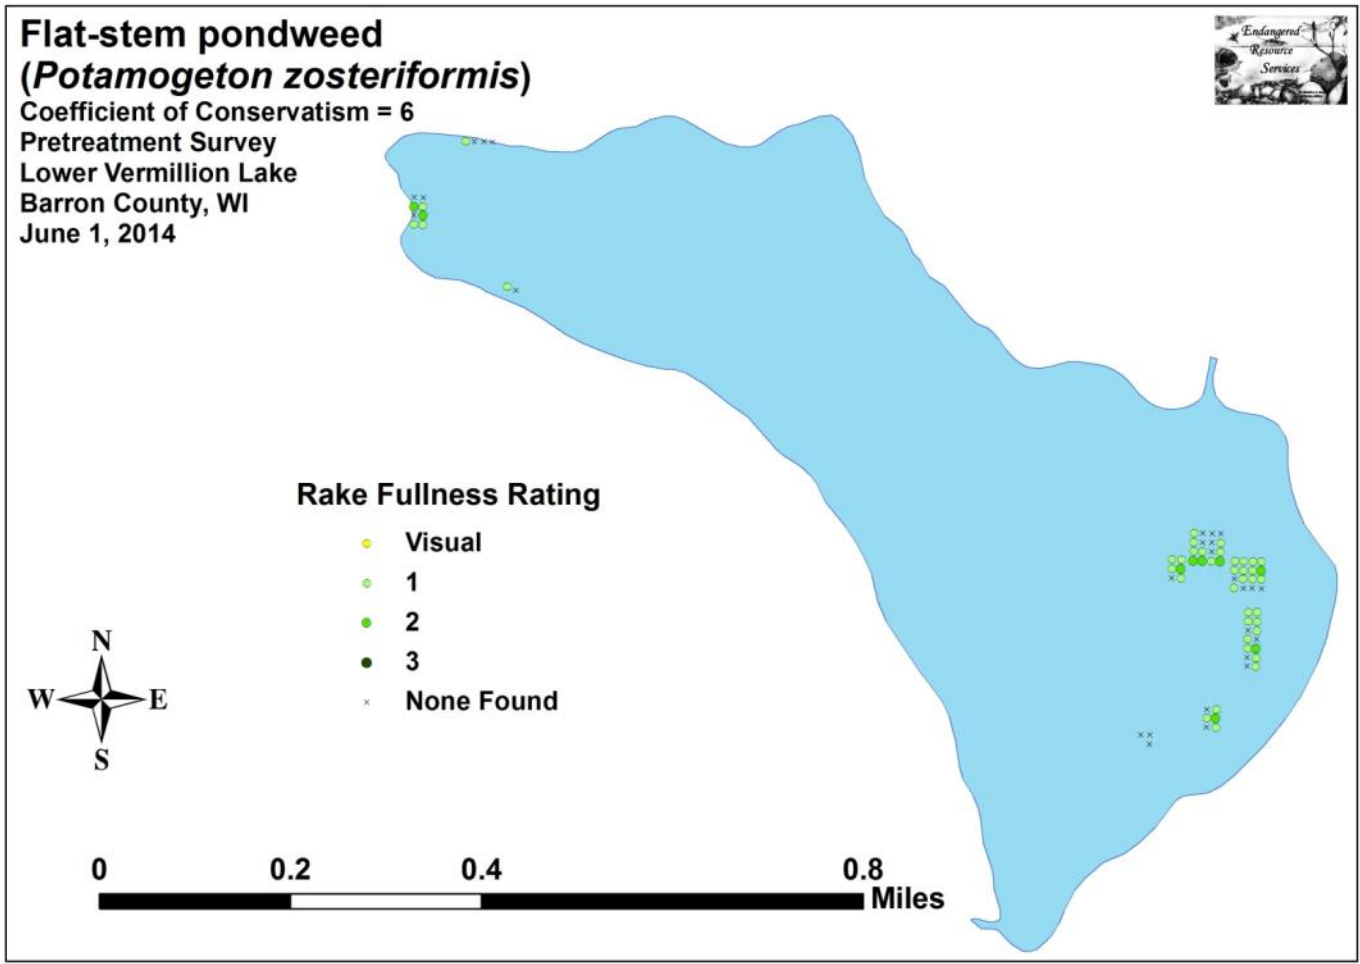 Flat-stem pondweed
(Potamogeton zosteriformis)
Coefficient of Conservatism = 6
Pretreatment Survey
Lower Vermillion Lake
Barron County, WI
June 1, 2014
Endangered
Resource
Services
Rake Fullness Rating
Visual
1
2
3
None Found
N
W E
S
0 0.2 0.4 0.8
Miles